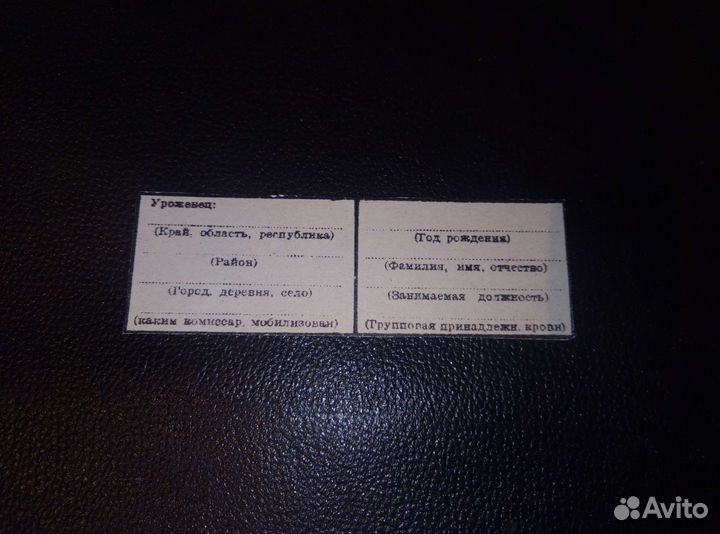 Уроженец:
(Край, область, республика)
(Район)
(Город, деревня, село)
(каким комиссар. мобилизован)
(Год рождения)
(Фамилия, имя, отчество)
(Занимаемая должность)
(Групповая принадлежн. крови)
Avito